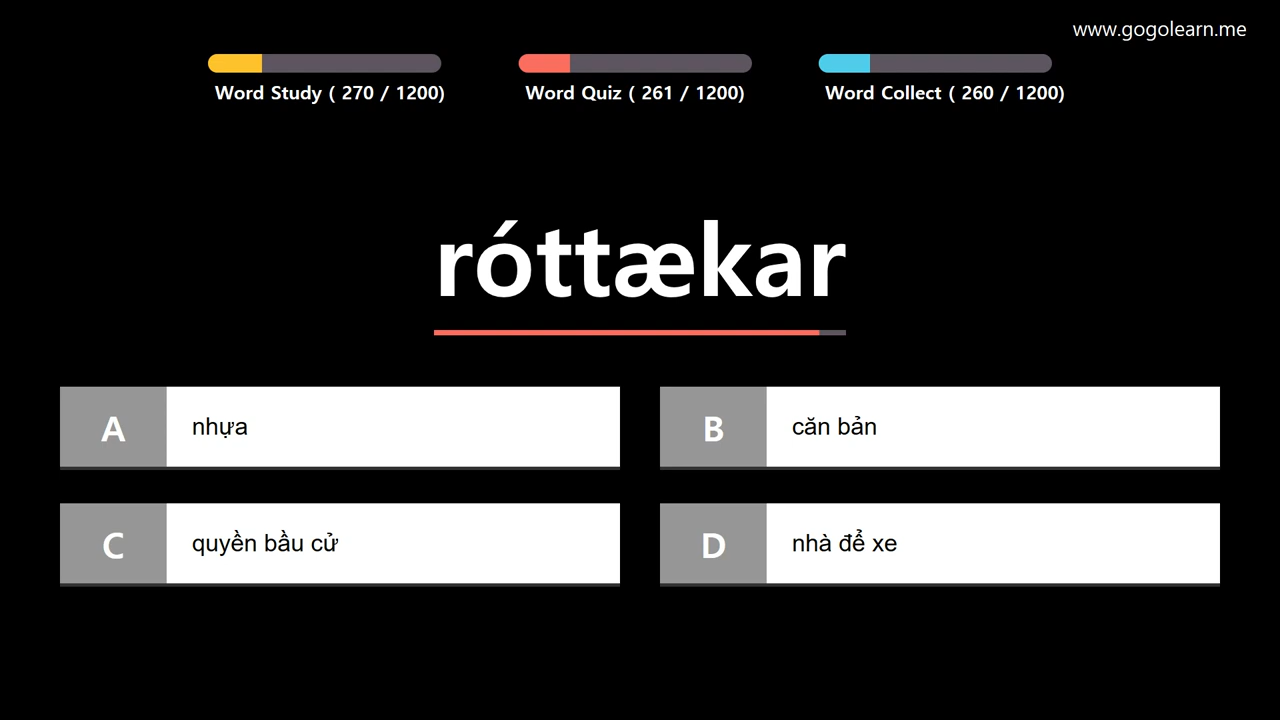 www.gogolearn.me
Word Study ( 270 / 1200)
Word Quiz ( 261 / 1200)
Word Collect ( 260 / 1200)
róttækar
A
nhựa
B
căn bản
C
quyền bầu cử
D
nhà để xe